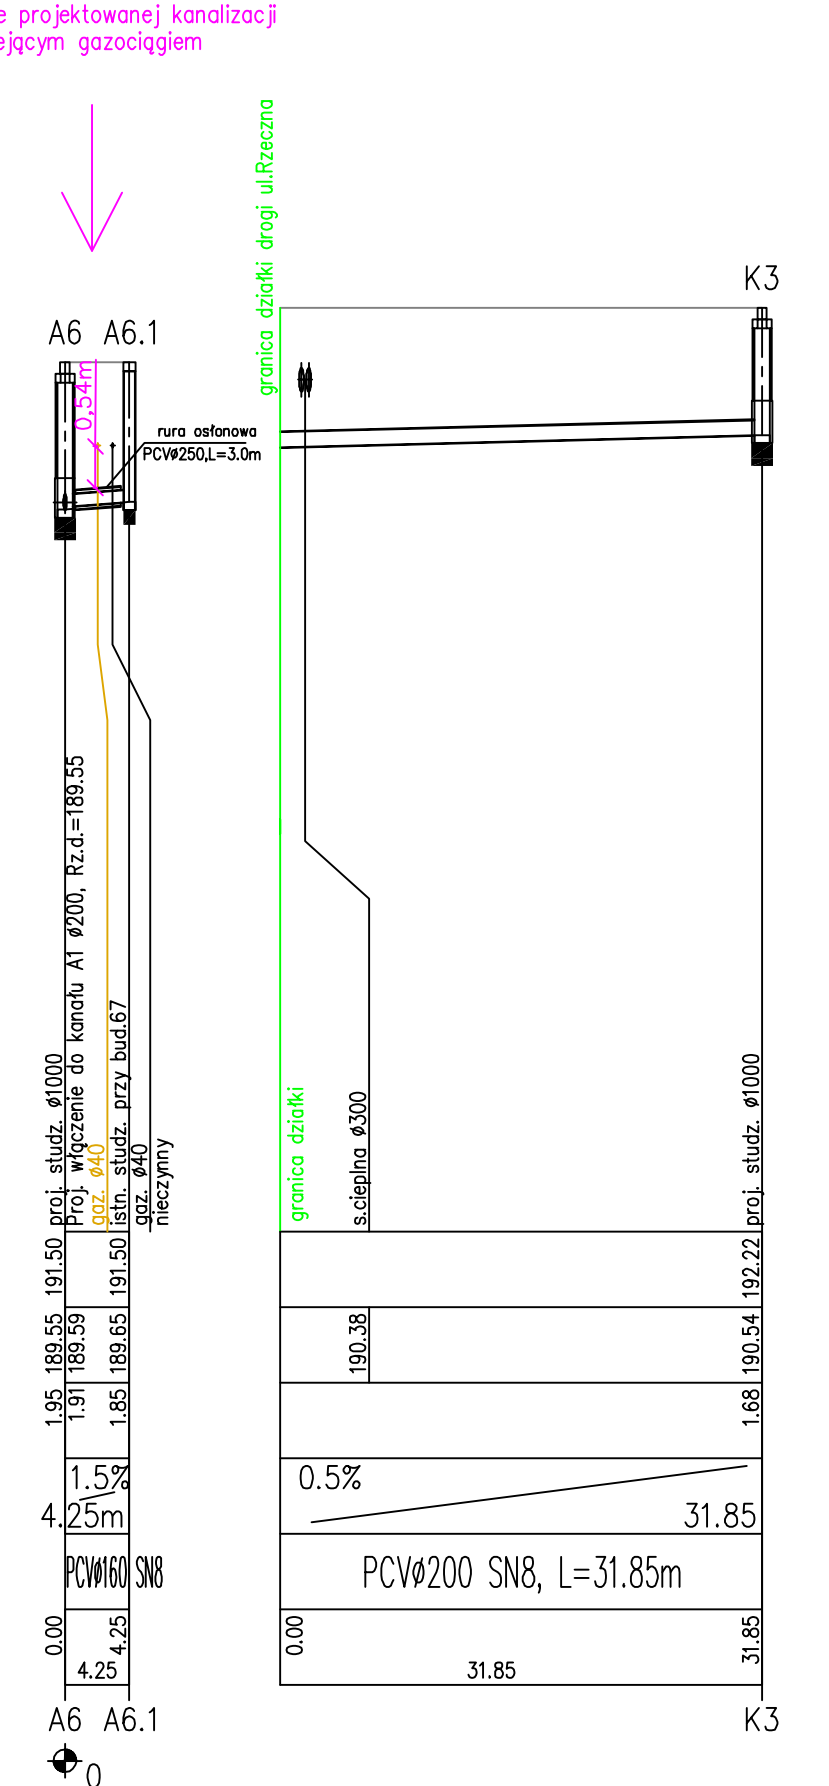 e projektowanej kanalizacji
ejącym gazociągiem
granica działki drogi ul.Rzeczna
K3
A6 A6.1
0,54m
rura osłonowa
PCVø250,L=3.0m
proj. studz. ø1000
Proj. włączenie do kanału A1 ø200, Rz.d.=189.55
gaz. ø40
istn. studz. przy bud.67
gaz. ø40
nieczynny
granica działki
s.cieplna ø300
proj. studz. ø1000
191.50 191.50 192.22
189.55 189.59 189.65 190.38 190.54
1.95 1.91 1.85 1.68
1.5% 0.5%
4.25m 31.85
PCVø160 SN8 PCVø200 SN8, L=31.85m
0.00 4.25 0.00 31.85
4.25 31.85
A6 A6.1 K3
0